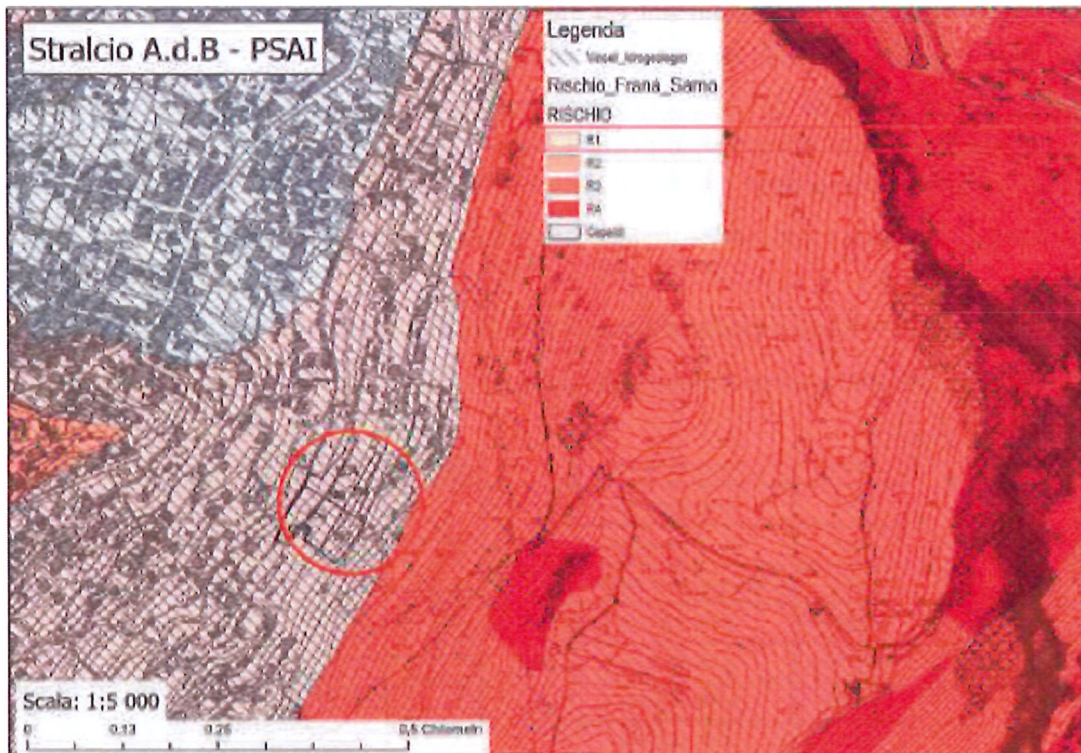 Stralcio A.d.B - PSAI
Legenda
Rischio_Frana_Sarno
RISCHIO
R1
R2
R3
R4
Scala: 1:5 000
0 0,13 0,25 0,5 Chilometri